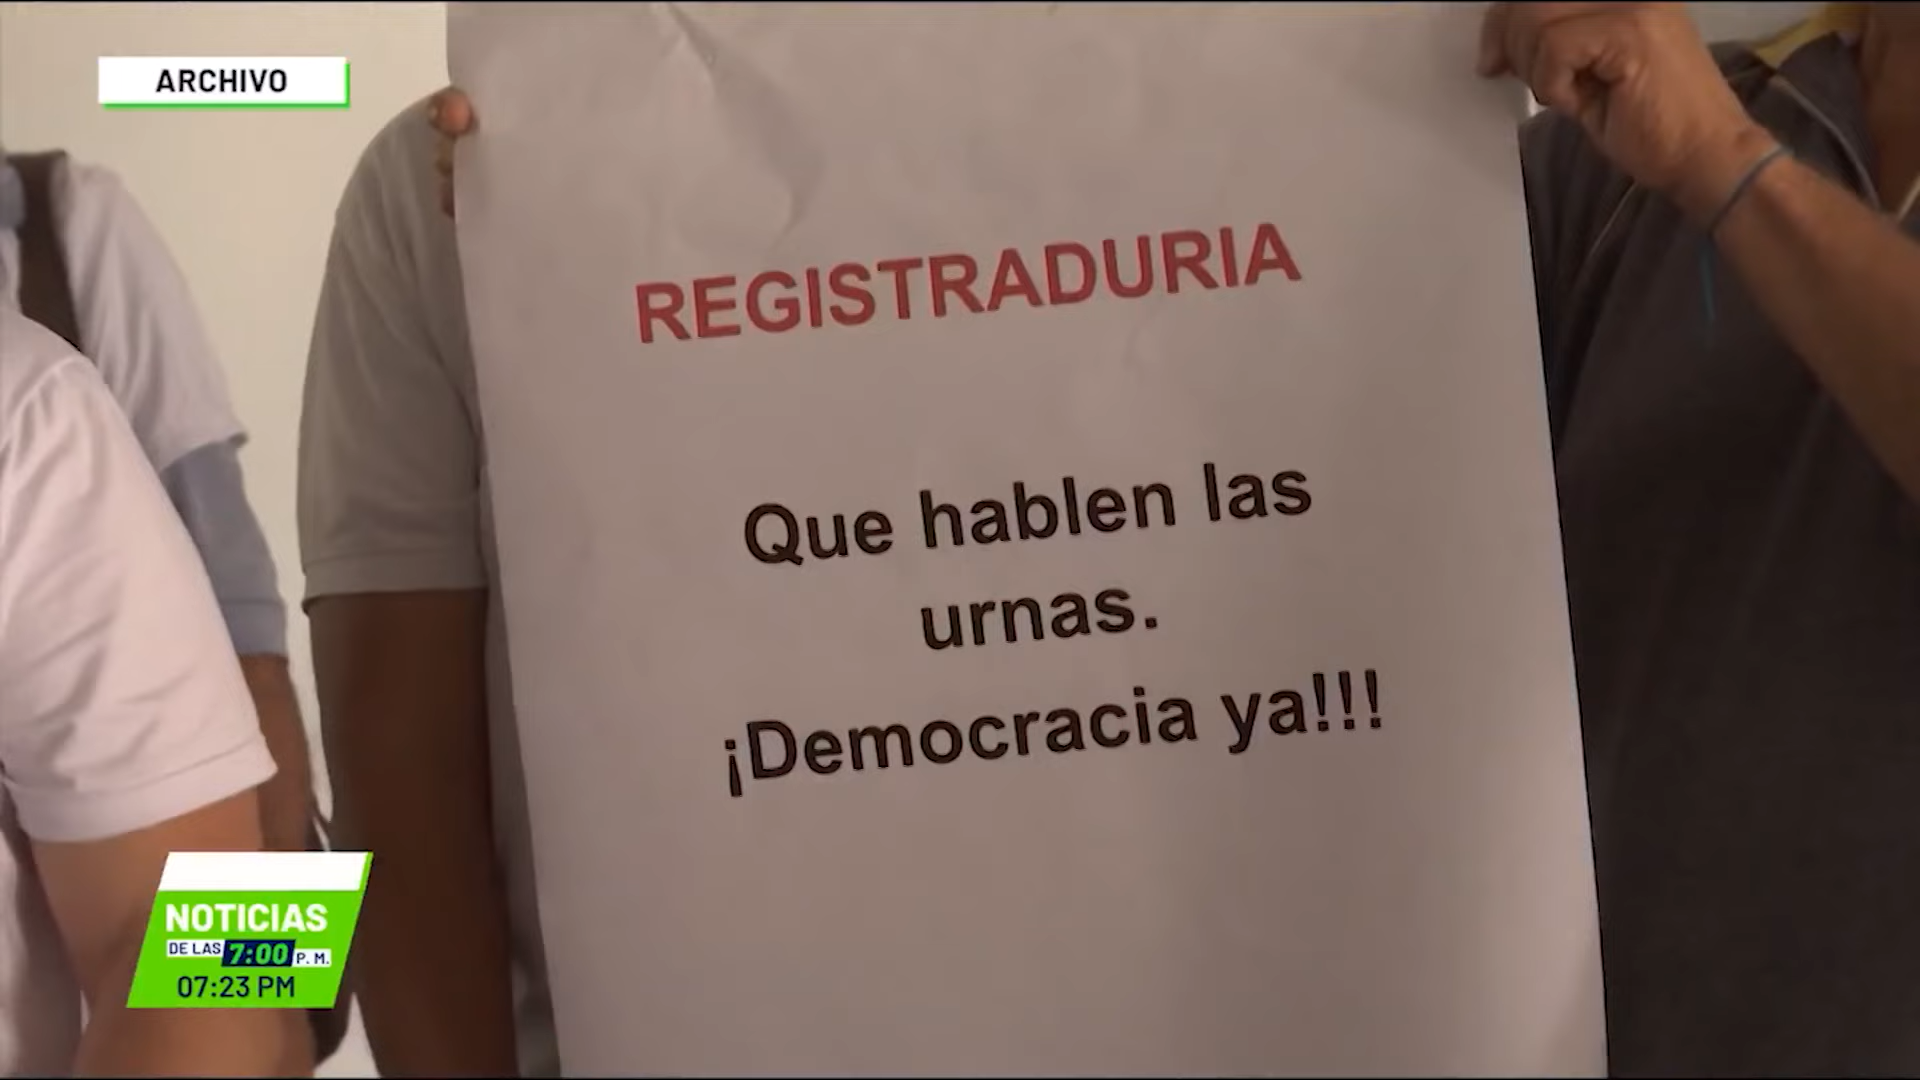 ARCHIVO
REGISTRADURIA
Que hablen las
urnas.
¡Democracia ya!!!
NOTICIAS
DE LAS 7:00 P. M.
07:23 PM